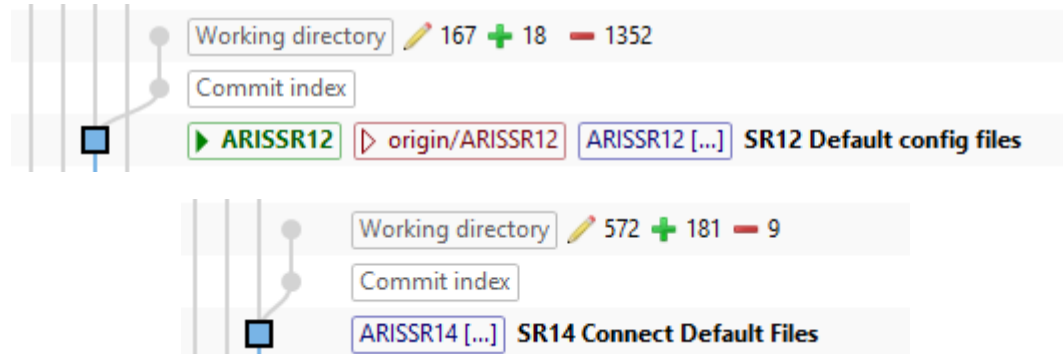 Working directory 167 18 1352
Commit index
ARISSR12 origin/ARISSR12 ARISSR12 [...] SR12 Default config files
Working directory 572 181 9
Commit index
ARISSR14 [...] SR14 Connect Default Files